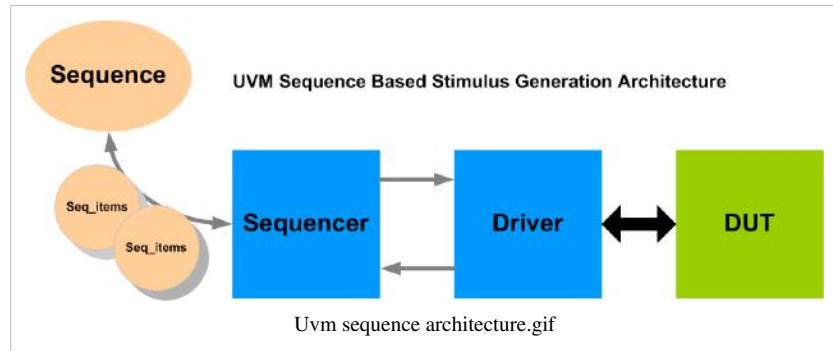 Sequence
UVM Sequence Based Stimulus Generation Architecture
Seq_items
Seq_items
Sequencer
Driver
DUT
Uvm sequence architecture.gif